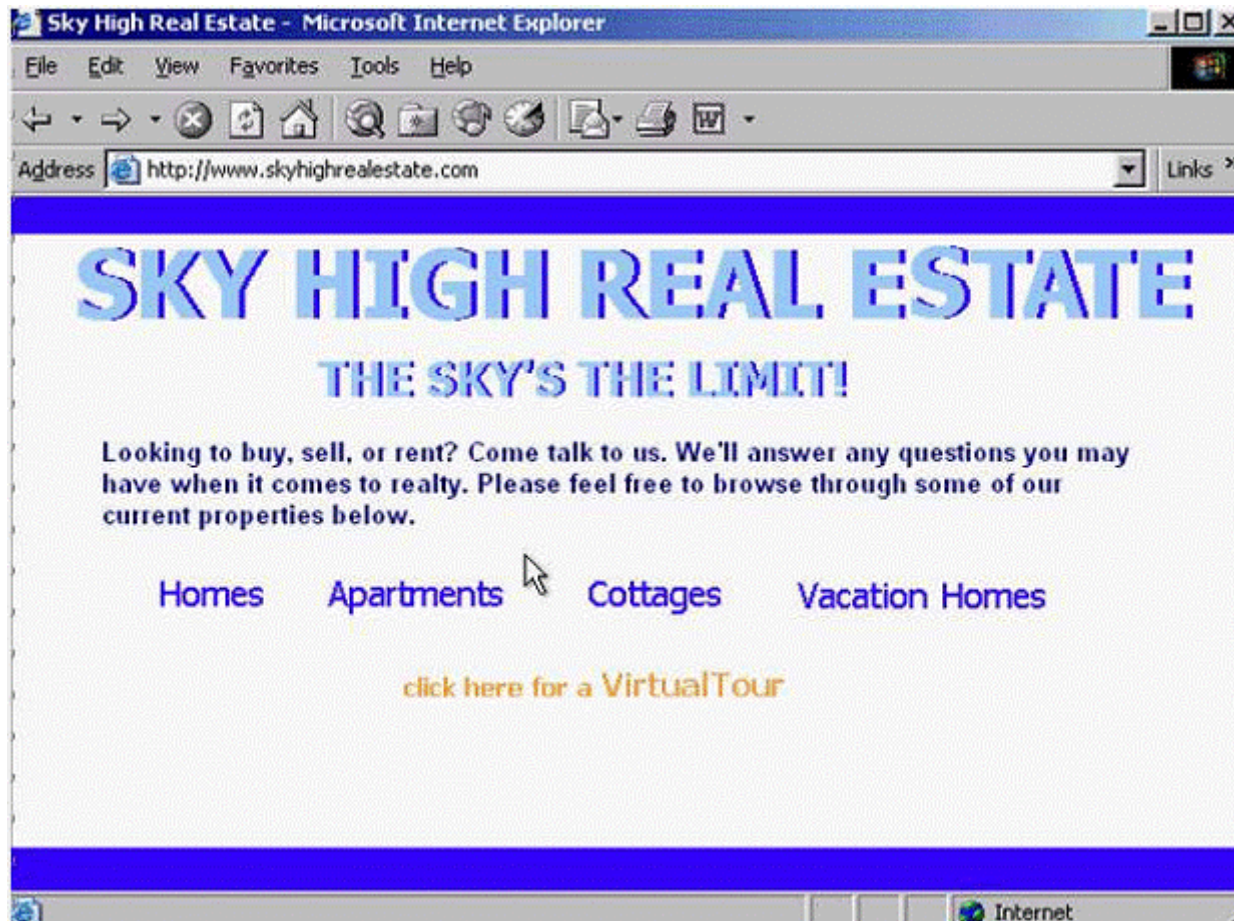 Sky High Real Estate - Microsoft Internet Explorer
File Edit View Favorites Tools Help
Address http://www.skyhighrealestate.com Links »
SKY HIGH REAL ESTATE
THE SKY'S THE LIMIT!
Looking to buy, sell, or rent? Come talk to us. We'll answer any questions you may
have when it comes to realty. Please feel free to browse through some of our
current properties below.
Homes Apartments Cottages Vacation Homes
click here for a VirtualTour
Internet